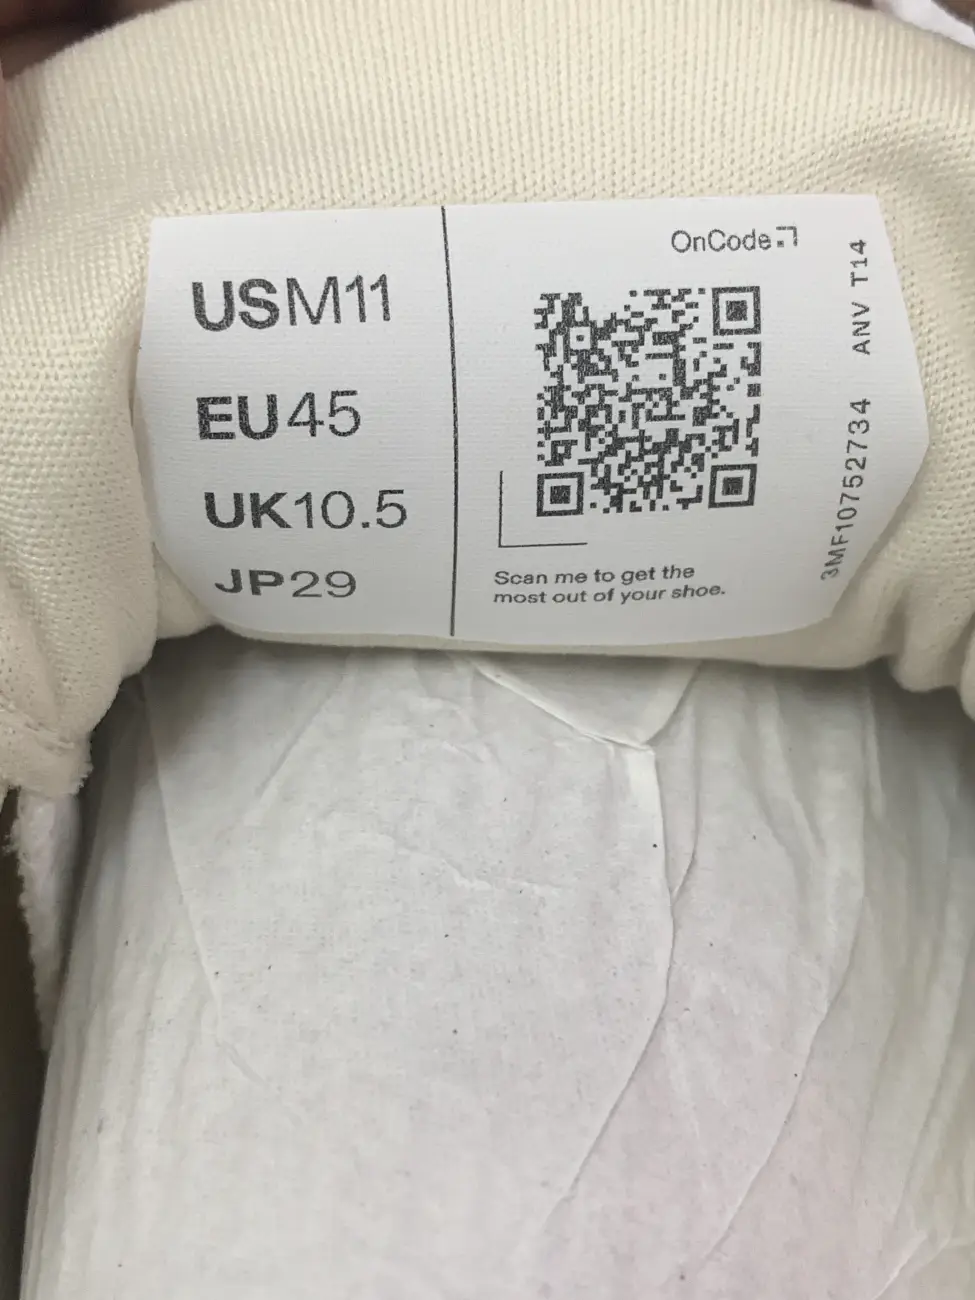 USM11
EU45
UK10.5
JP29
OnCode
Scan me to get the
most out of your shoe.
3MF10752734 ANV T14